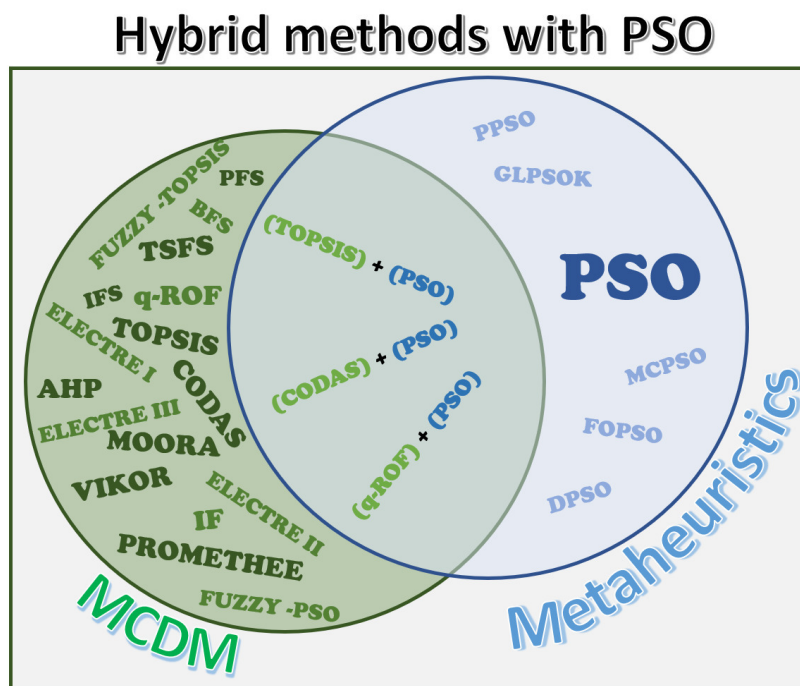 Hybrid methods with PSO
FUZZY -TOPSIS
PFS
BFS
TSFS
IFS
q-ROF
ELECTRE I
TOPSIS
CODAS
AHP
ELECTRE III
MOORA
VIKOR
ELECTRE II
IF
PROMETHEE
FUZZY -PSO
MCDM
(TOPSIS) + (PSO)
(CODAS) + (PSO)
(q-ROF) + (PSO)
PPSO
GLPSOK
PSO
MCPSO
FOPSO
DPSO
Metaheuristics